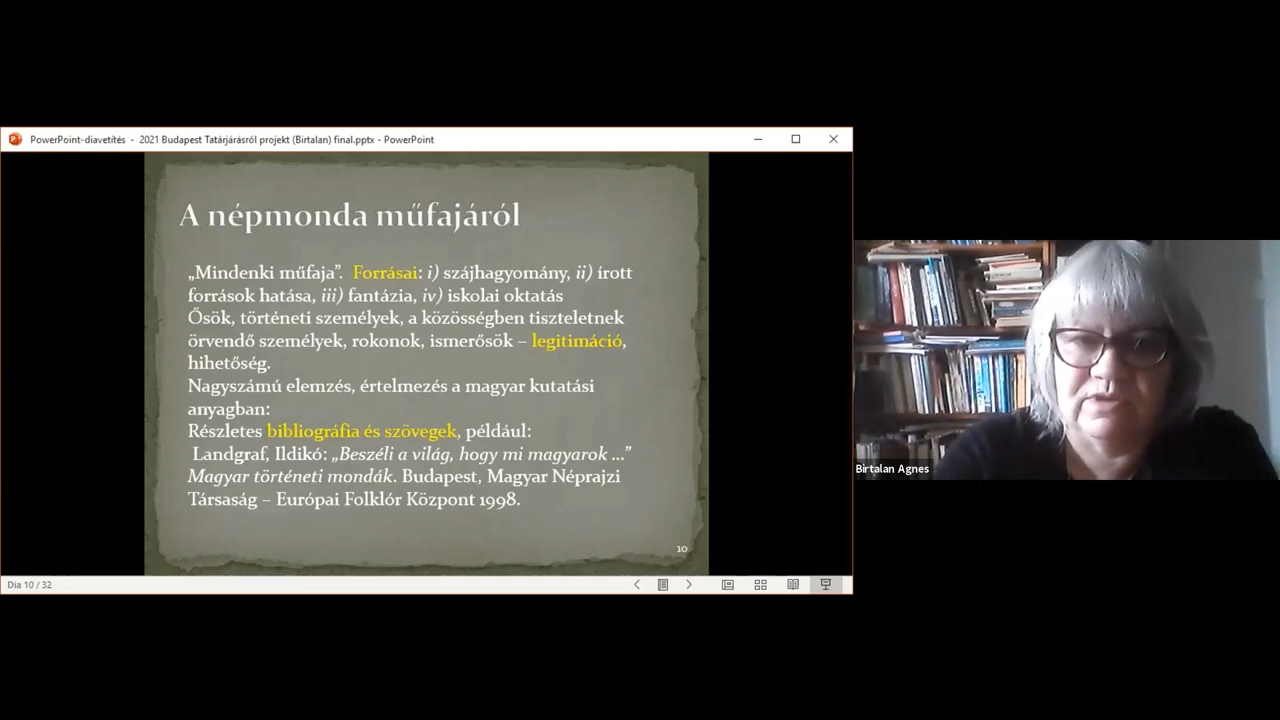 PowerPoint-diavetítés - 2021 Budapest Tatárjárásról projekt (Birtalan) final.pptx - PowerPoint
A népmonda műfajáról
„Mindenki műfaja”. Forrásai: i) szájhagyomány, ii) írott
források hatása, iii) fantázia, iv) iskolai oktatás
Ősök, történeti személyek, a közösségben tiszteletnek
örvendő személyek, rokonok, ismerősök – legitimáció,
hihetőség.
Nagyszámú elemzés, értelmezés a magyar kutatási
anyagban:
Részletes bibliográfia és szövegek, például:
Landgraf, Ildikó: „Beszéli a világ, hogy mi magyarok ...”
Magyar történeti mondák. Budapest, Magyar Néprajzi
Társaság – Európai Folklór Központ 1998.
10
Dia 10 / 32
Birtalan Agnes